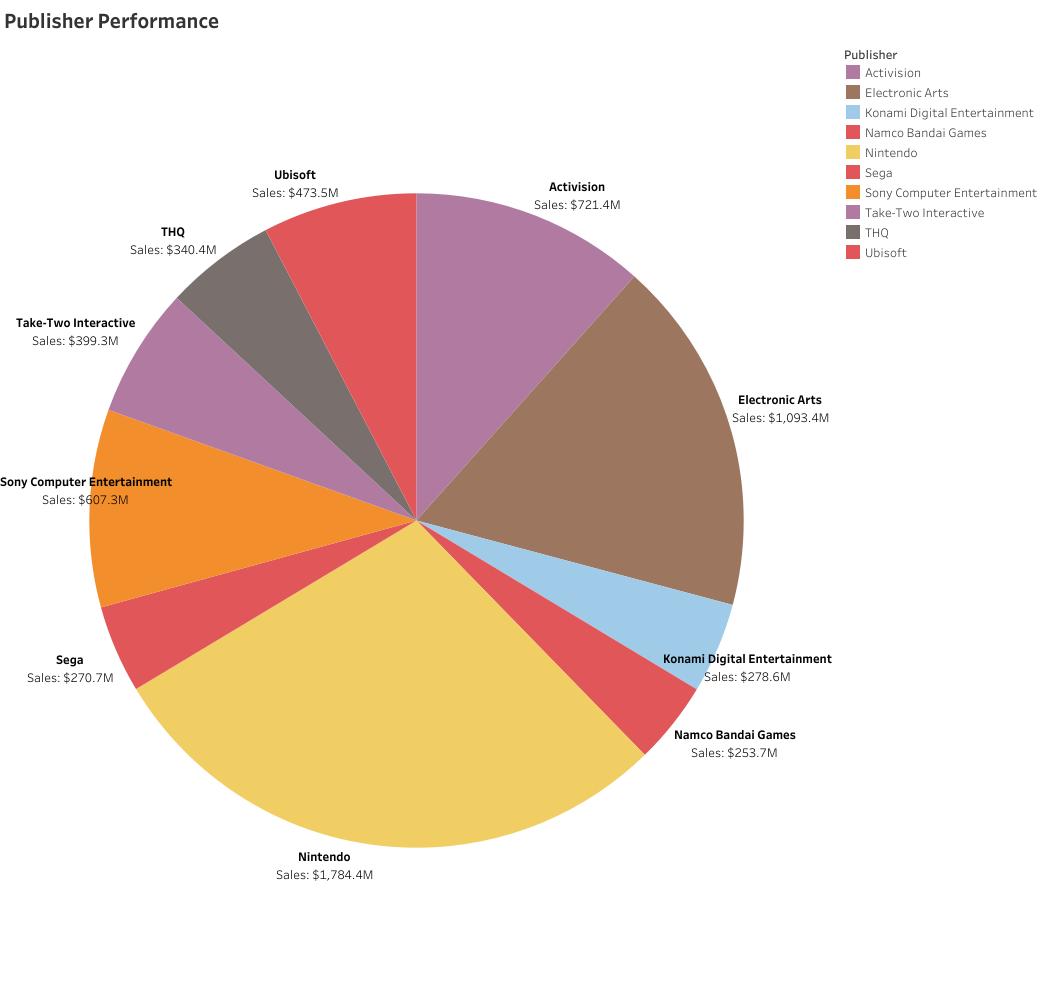 Publisher Performance
Publisher
Activision
Electronic Arts
Konami Digital Entertainment
Namco Bandai Games
Nintendo
Sega
Sony Computer Entertainment
Take-Two Interactive
THQ
Ubisoft
Ubisoft
Sales: $473.5M
Activision
Sales: $721.4M
THQ
Sales: $340.4M
Take-Two Interactive
Sales: $399.3M
Electronic Arts
Sales: $1,093.4M
Sony Computer Entertainment
Sales: $607.3M
Konami Digital Entertainment
Sales: $278.6M
Sega
Sales: $270.7M
Namco Bandai Games
Sales: $253.7M
Nintendo
Sales: $1,784.4M